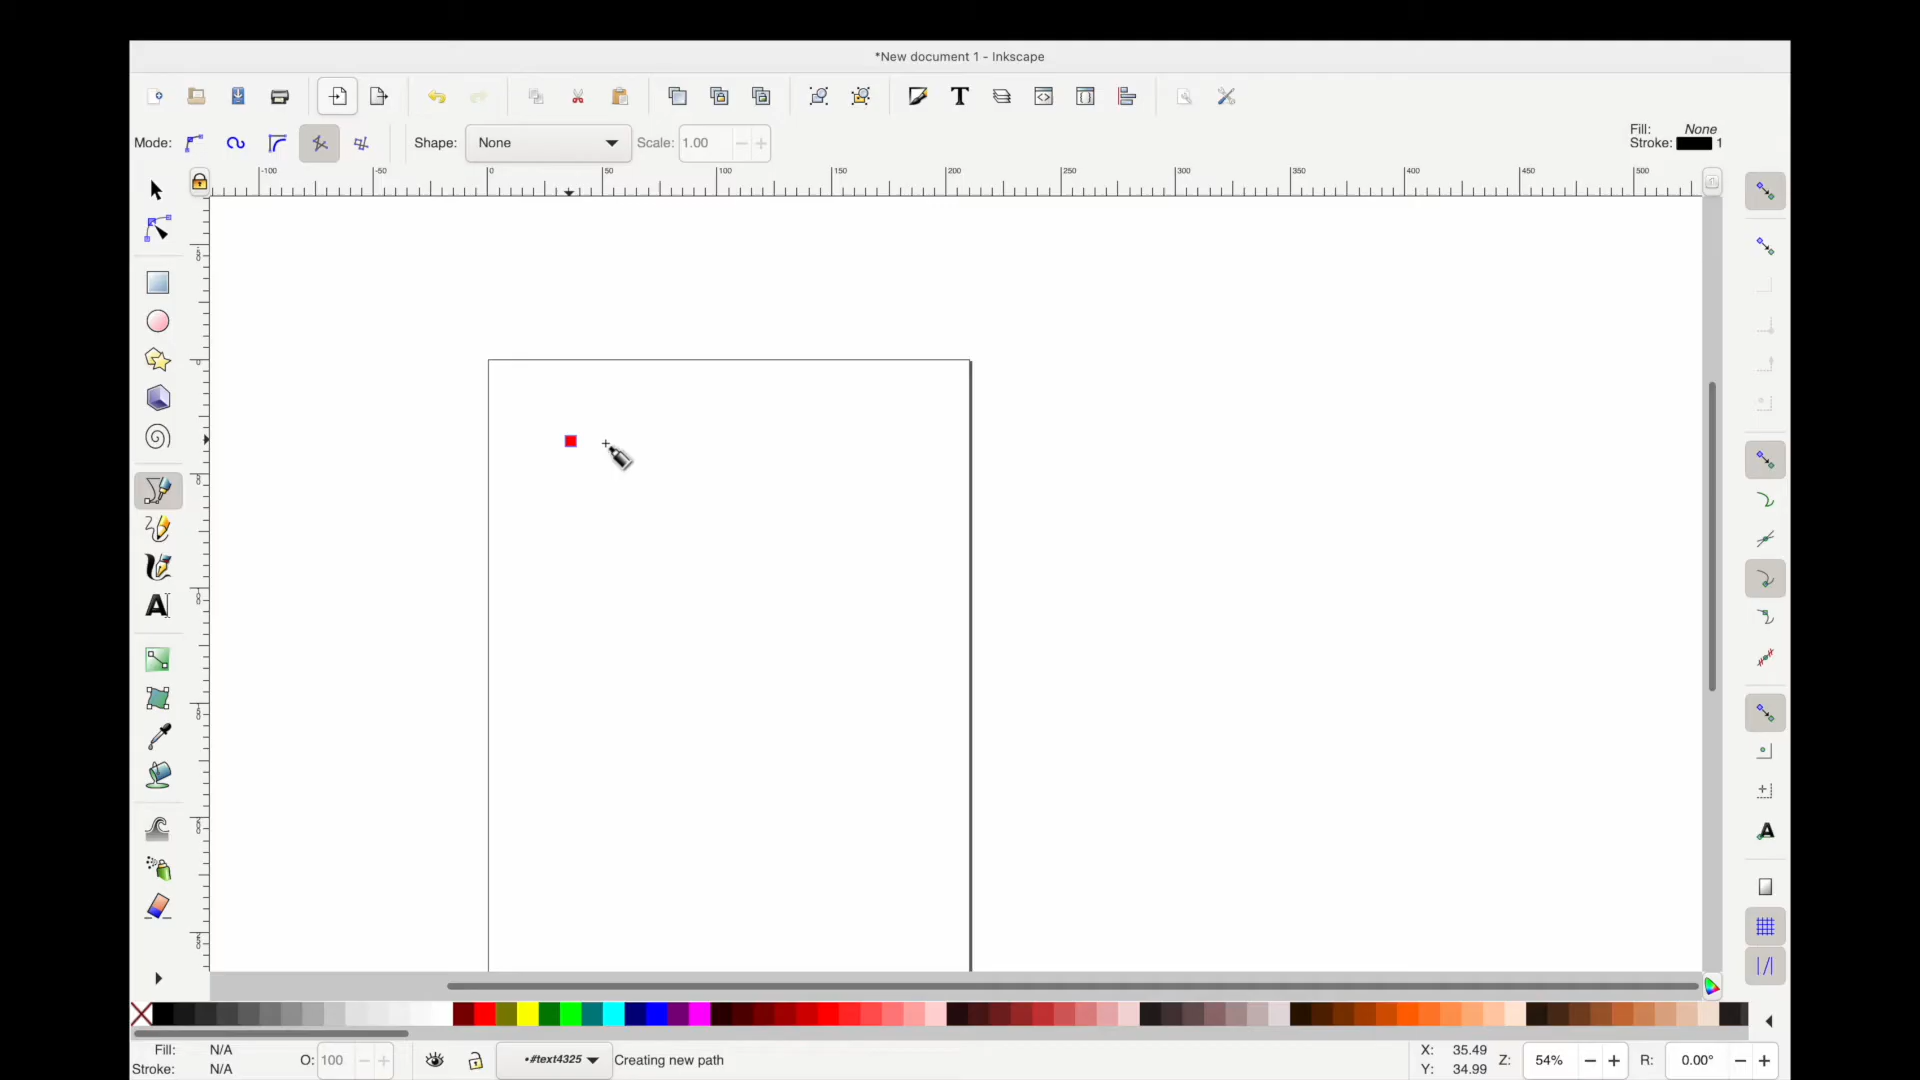 *New document 1 - Inkscape
Mode:
Shape:
None
Scale:
1.00
Fill:
None
Stroke:
1
-100
-50
0
50
100
150
200
250
300
350
400
450
500
Fill:
N/A
Stroke:
N/A
O:
100
•#text4325
Creating new path
X:
35.49
Y:
34.99
Z:
54%
R:
0.00°